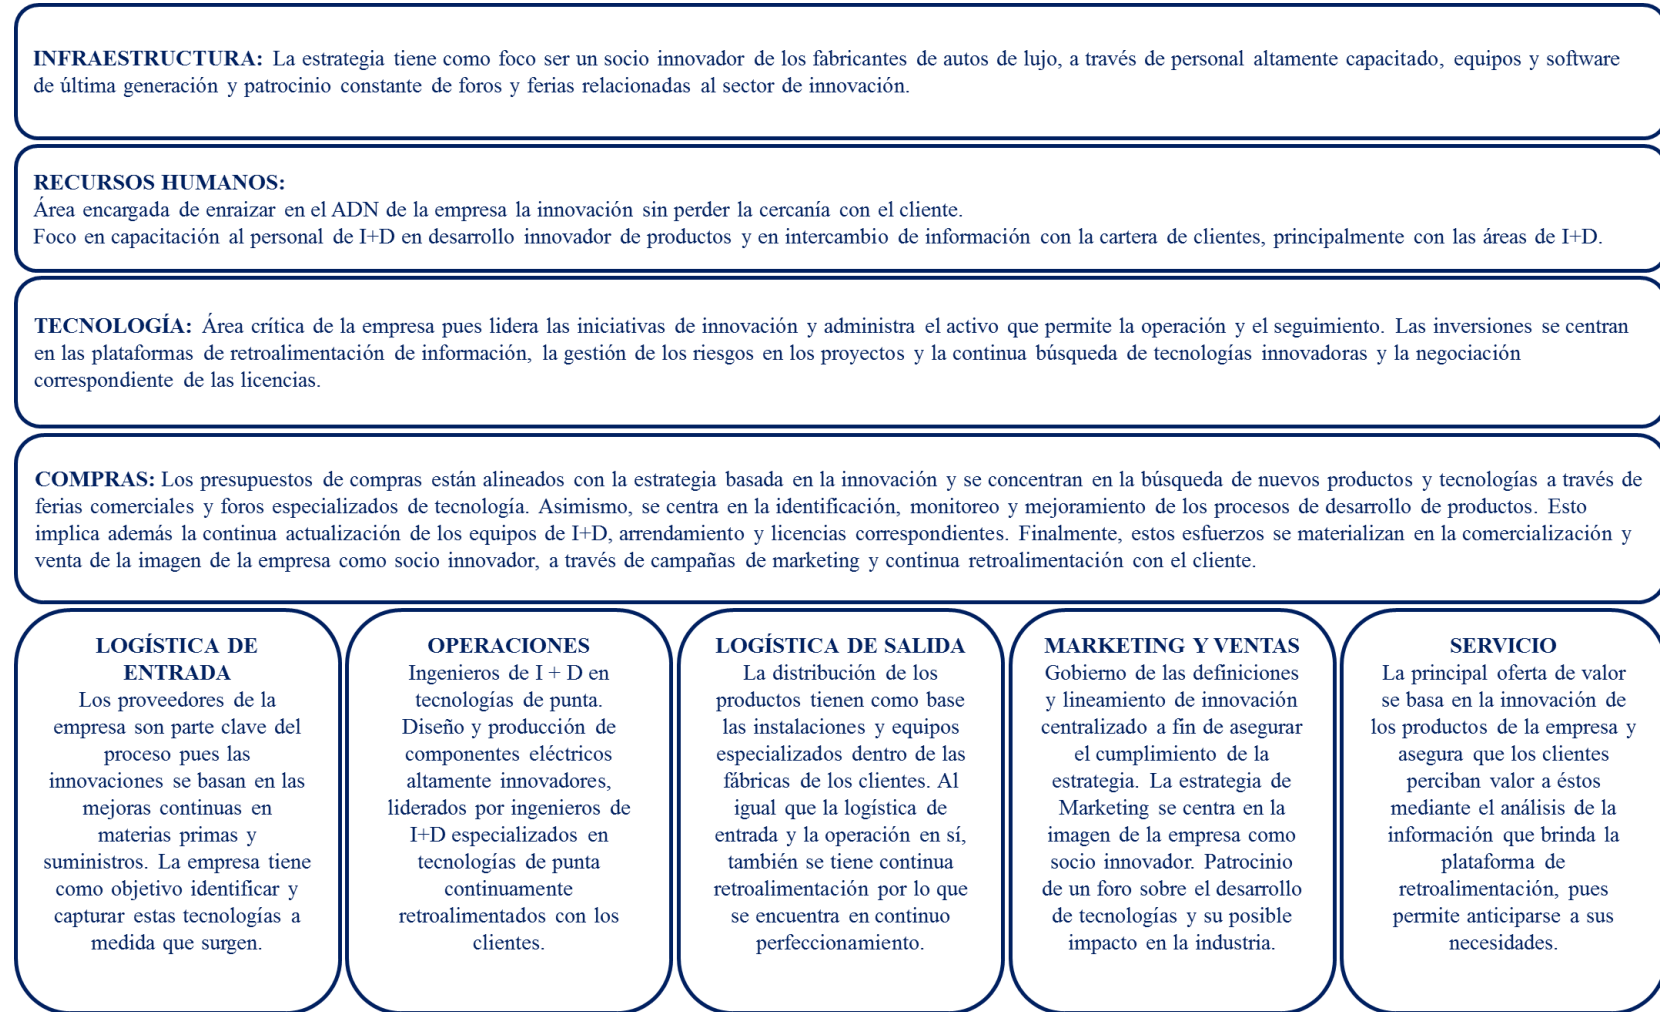 INFRAESTRUCTURA: La estrategia tiene como foco ser un socio innovador de los fabricantes de autos de lujo, a través de personal altamente capacitado, equipos y software
de última generación y patrocinio constante de foros y ferias relacionadas al sector de innovación.
RECURSOS HUMANOS:
Área encargada de enraizar en el ADN de la empresa la innovación sin perder la cercanía con el cliente.
Foco en capacitación al personal de I+D en desarrollo innovador de productos y en intercambio de información con la cartera de clientes, principalmente con las áreas de I+D.
TECNOLOGÍA: Área crítica de la empresa pues lidera las iniciativas de innovación y administra el activo que permite la operación y el seguimiento. Las inversiones se centran
en las plataformas de retroalimentación de información, la gestión de los riesgos en los proyectos y la continua búsqueda de tecnologías innovadoras y la negociación
correspondiente de las licencias.
COMPRAS: Los presupuestos de compras están alineados con la estrategia basada en la innovación y se concentran en la búsqueda de nuevos productos y tecnologías a través de
ferias comerciales y foros especializados de tecnología. Asimismo, se centra en la identificación, monitoreo y mejoramiento de los procesos de desarrollo de productos. Esto
implica además la continua actualización de los equipos de I+D, arrendamiento y licencias correspondientes. Finalmente, estos esfuerzos se materializan en la comercialización y
venta de la imagen de la empresa como socio innovador, a través de campañas de marketing y continua retroalimentación con el cliente.
LOGÍSTICA DE
ENTRADA
Los proveedores de la
empresa son parte clave del
proceso pues las
innovaciones se basan en las
mejoras continuas en
materias primas y
suministros. La empresa tiene
como objetivo identificar y
capturar estas tecnologías a
medida que surgen.
OPERACIONES
Ingenieros de I + D en
tecnologías de punta.
Diseño y producción de
componentes eléctricos
altamente innovadores,
liderados por ingenieros de
I+D especializados en
tecnologías de punta
continuamente
retroalimentados con los
clientes.
LOGÍSTICA DE SALIDA
La distribución de los
productos tienen como base
las instalaciones y equipos
especializados dentro de las
fábricas de los clientes. Al
igual que la logística de
entrada y la operación en sí,
también se tiene continua
retroalimentación por lo que
se encuentra en continuo
perfeccionamiento.
MARKETING Y VENTAS
Gobierno de las definiciones
y lineamiento de innovación
centralizado a fin de asegurar
el cumplimiento de la
estrategia. La estrategia de
Marketing se centra en la
imagen de la empresa como
socio innovador. Patrocinio
de un foro sobre el desarrollo
de tecnologías y su posible
impacto en la industria.
SERVICIO
La principal oferta de valor
se basa en la innovación de
los productos de la empresa y
asegura que los clientes
perciban valor a éstos
mediante el análisis de la
información que brinda la
plataforma de
retroalimentación, pues
permite anticiparse a sus
necesidades.